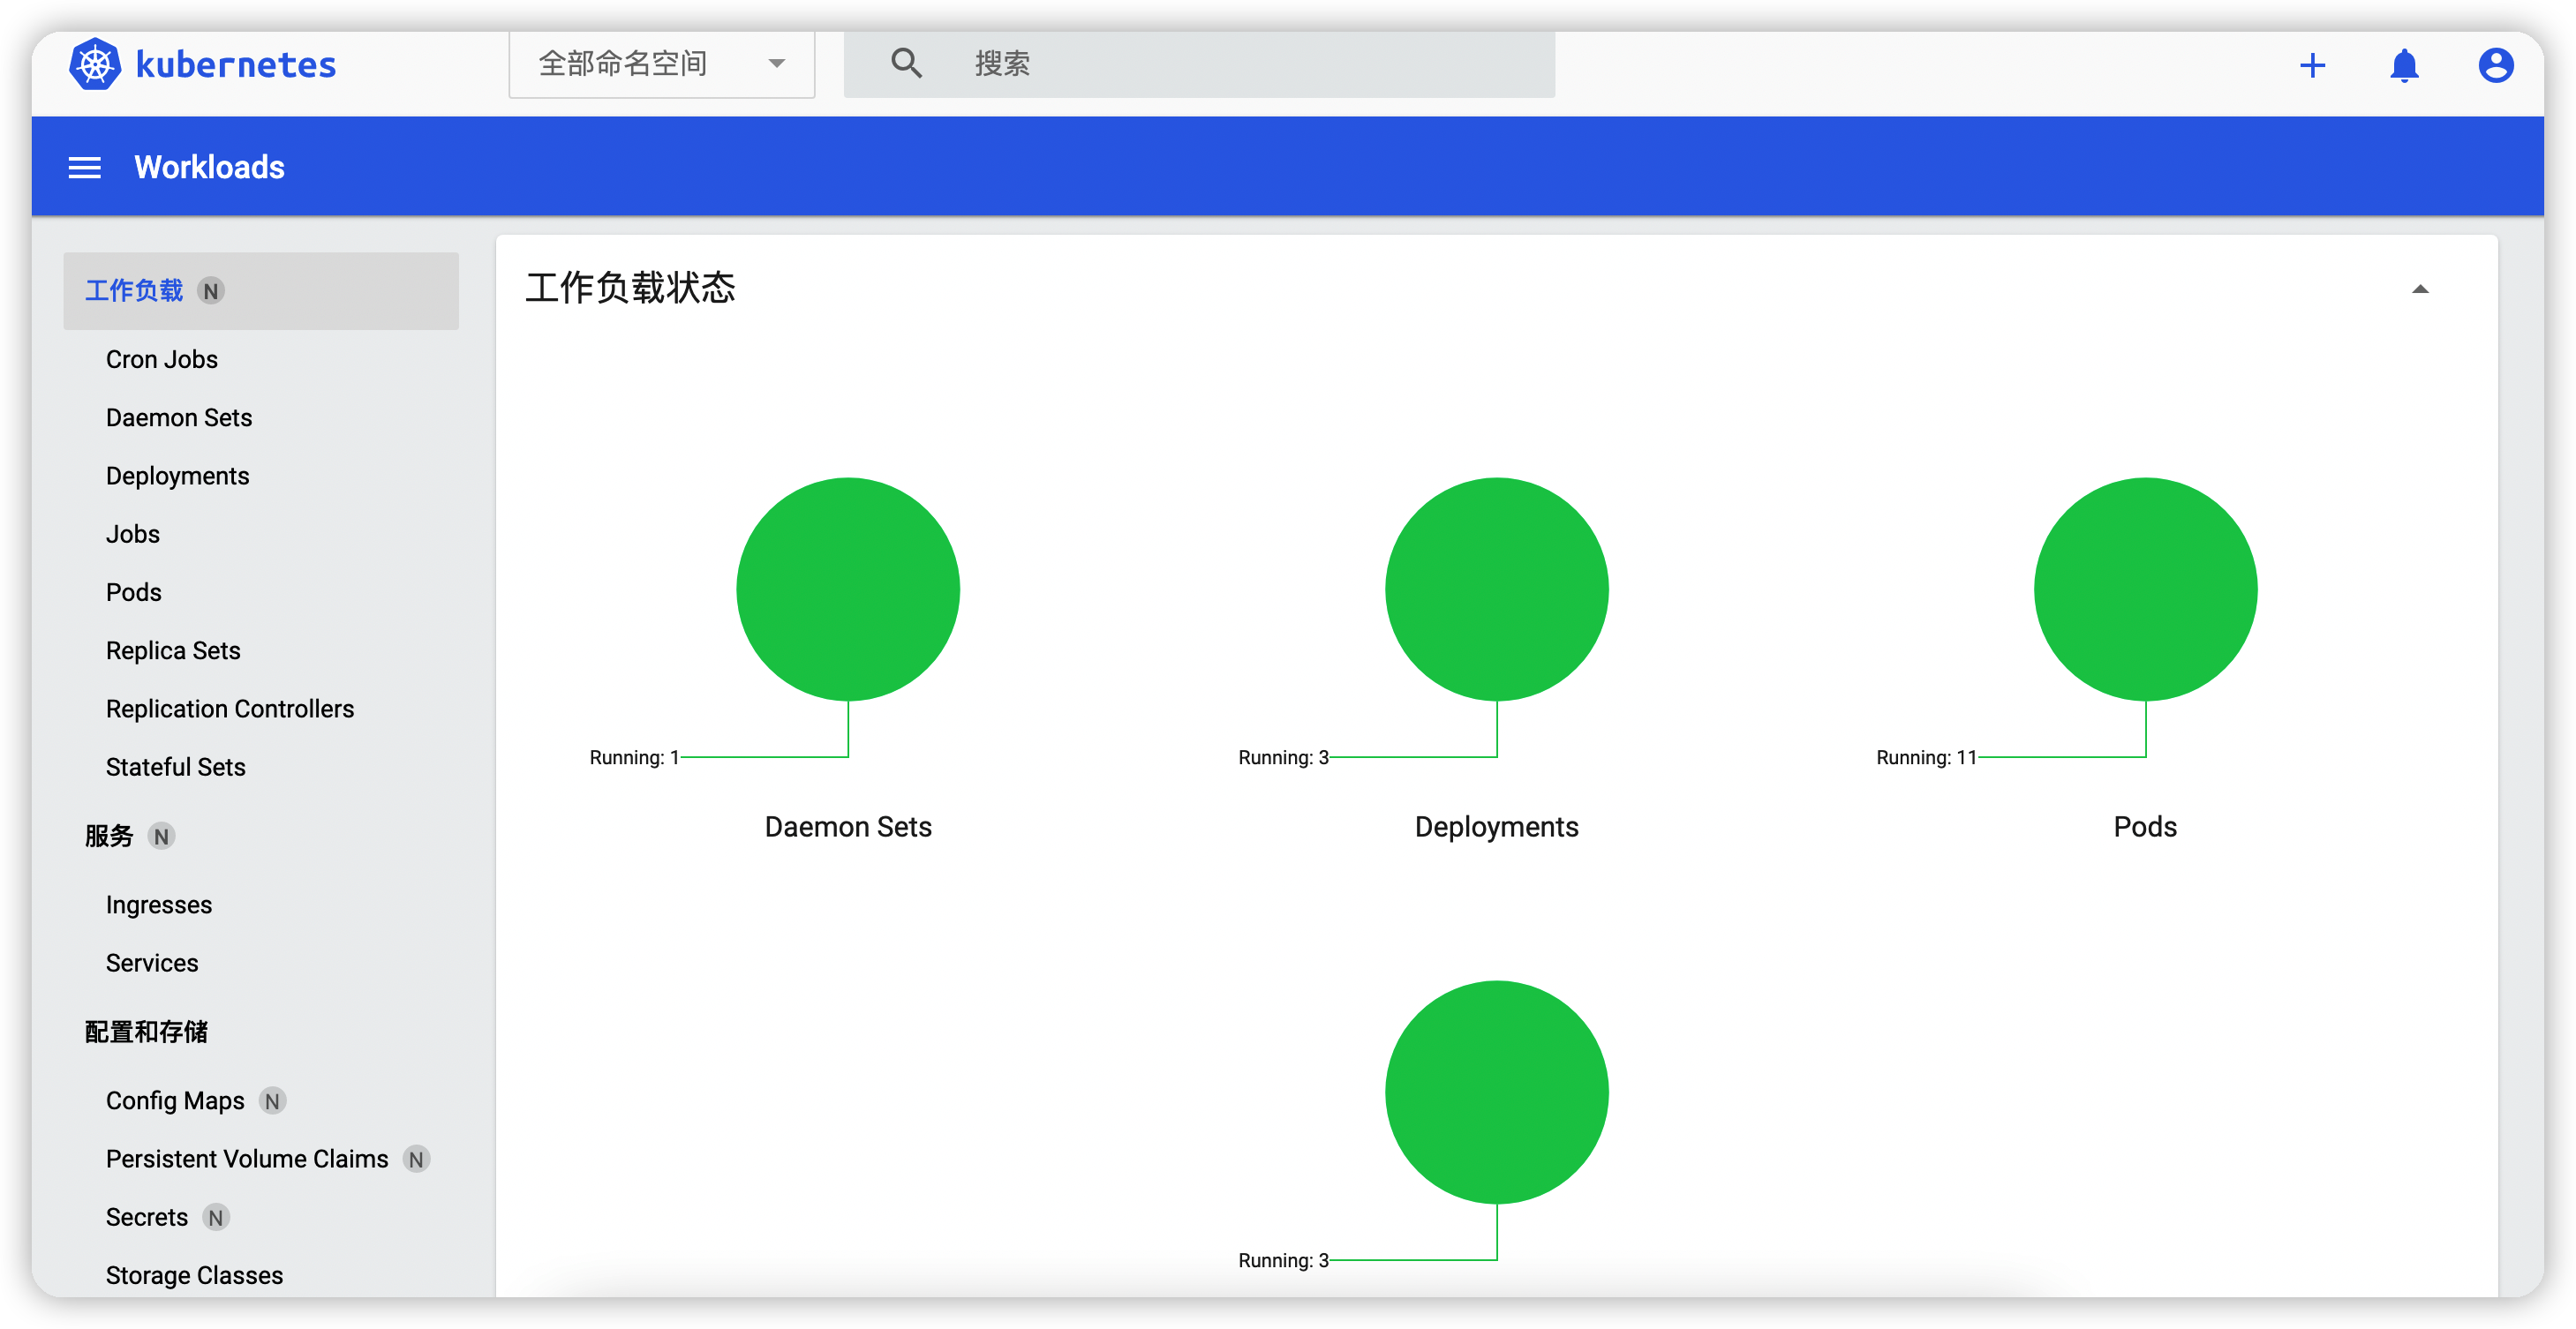 kubernetes
全部命名空间
搜索
Workloads
工作负载 N
Cron Jobs
Daemon Sets
Deployments
Jobs
Pods
Replica Sets
Replication Controllers
Stateful Sets
服务 N
Ingresses
Services
配置和存储
Config Maps N
Persistent Volume Claims N
Secrets N
Storage Classes
工作负载状态
Running: 1
Daemon Sets
Running: 3
Deployments
Running: 11
Pods
Running: 3